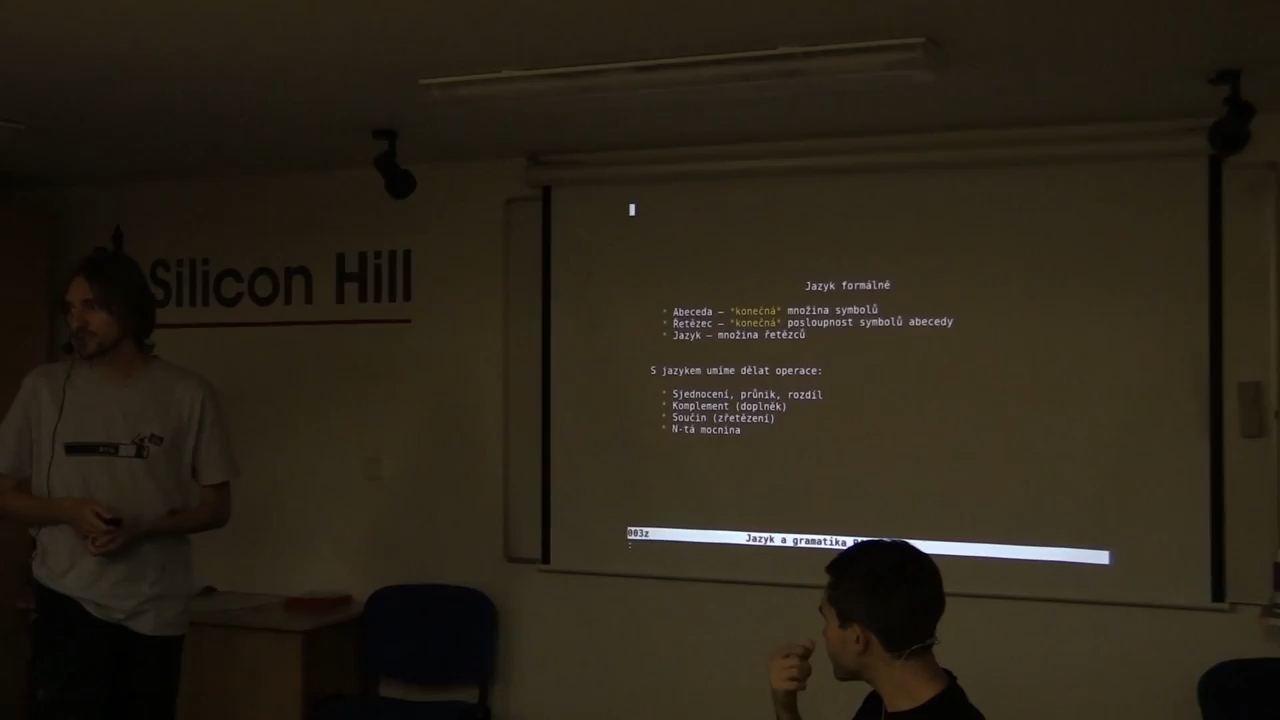 Silicon Hill
Jazyk formálně
* Abeceda – *konečná* množina symbolů
* Řetězec – *konečná* posloupnost symbolů abecedy
* Jazyk – množina řetězců
S jazykem umíme dělat operace:
* Sjednocení, průnik, rozdíl
* Komplement (doplněk)
* Součin (zřetězení)
* N-tá mocnina
003z
Jazyk a gramatika
: